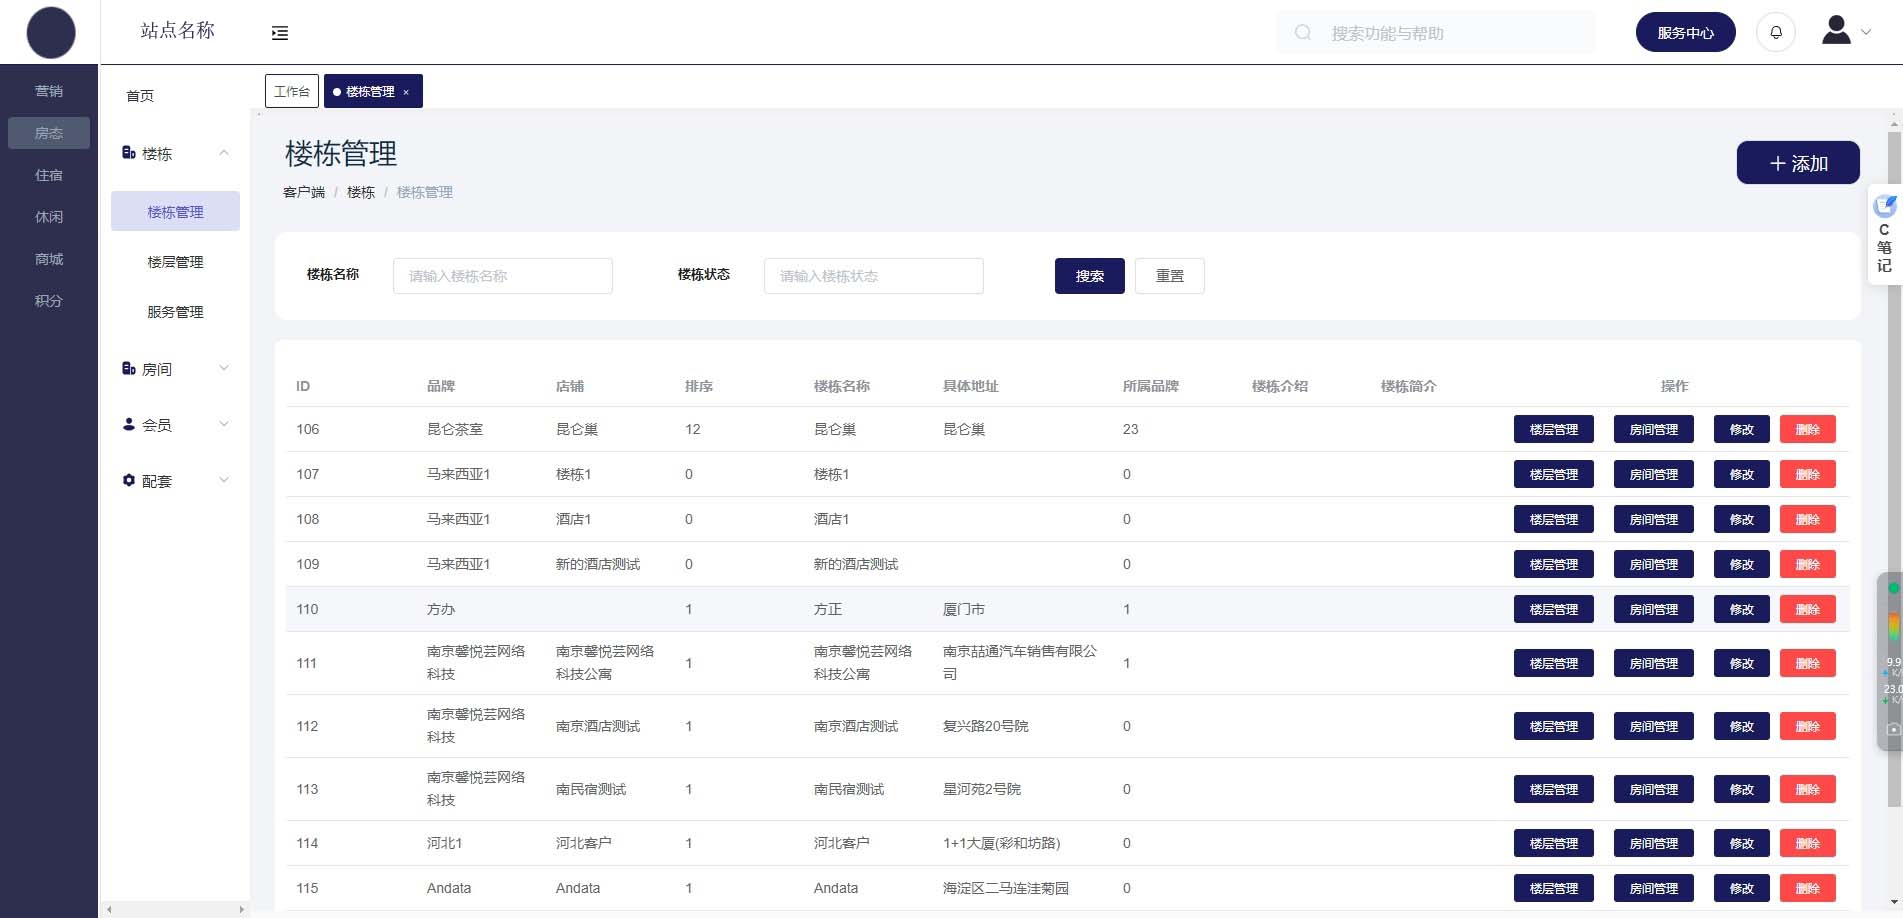 站点名称
搜索功能与帮助
服务中心
营销
房态
住宿
休闲
商城
积分
首页
楼栋
楼栋管理
楼层管理
服务管理
房间
会员
配套
工作台
楼栋管理 ×
楼栋管理
客户端 / 楼栋 / 楼栋管理
+ 添加
楼栋名称 请输入楼栋名称 楼栋状态 请输入楼栋状态 搜索 重置
ID 品牌 店铺 排序 楼栋名称 具体地址 所属品牌 楼栋介绍 楼栋简介 操作
106 昆仑茶室 昆仑巢 12 昆仑巢 昆仑巢 23 楼层管理 房间管理 修改 删除
107 马来西亚1 楼栋1 0 楼栋1 0 楼层管理 房间管理 修改 删除
108 马来西亚1 酒店1 0 酒店1 0 楼层管理 房间管理 修改 删除
109 马来西亚1 新的酒店测试 0 新的酒店测试 0 楼层管理 房间管理 修改 删除
110 方办 1 方正 厦门市 1 楼层管理 房间管理 修改 删除
南京馨悦芸网络 南京馨悦芸网络 南京馨悦芸网络 南京喆通汽车销售有限公
111 1 1 楼层管理 房间管理 修改 删除
科技 科技公寓 科技公寓 司
南京馨悦芸网络
112 南京酒店测试 1 南京酒店测试 复兴路20号院 0 楼层管理 房间管理 修改 删除
科技
南京馨悦芸网络
113 南民宿测试 1 南民宿测试 星河苑2号院 0 楼层管理 房间管理 修改 删除
科技
114 河北1 河北客户 1 河北客户 1+1大厦(彩和坊路) 0 楼层管理 房间管理 修改 删除
115 Andata Andata 1 Andata 海淀区二马连洼菊园 0 楼层管理 房间管理 修改 删除
C
笔
记
9.9
K/
23.0
K/